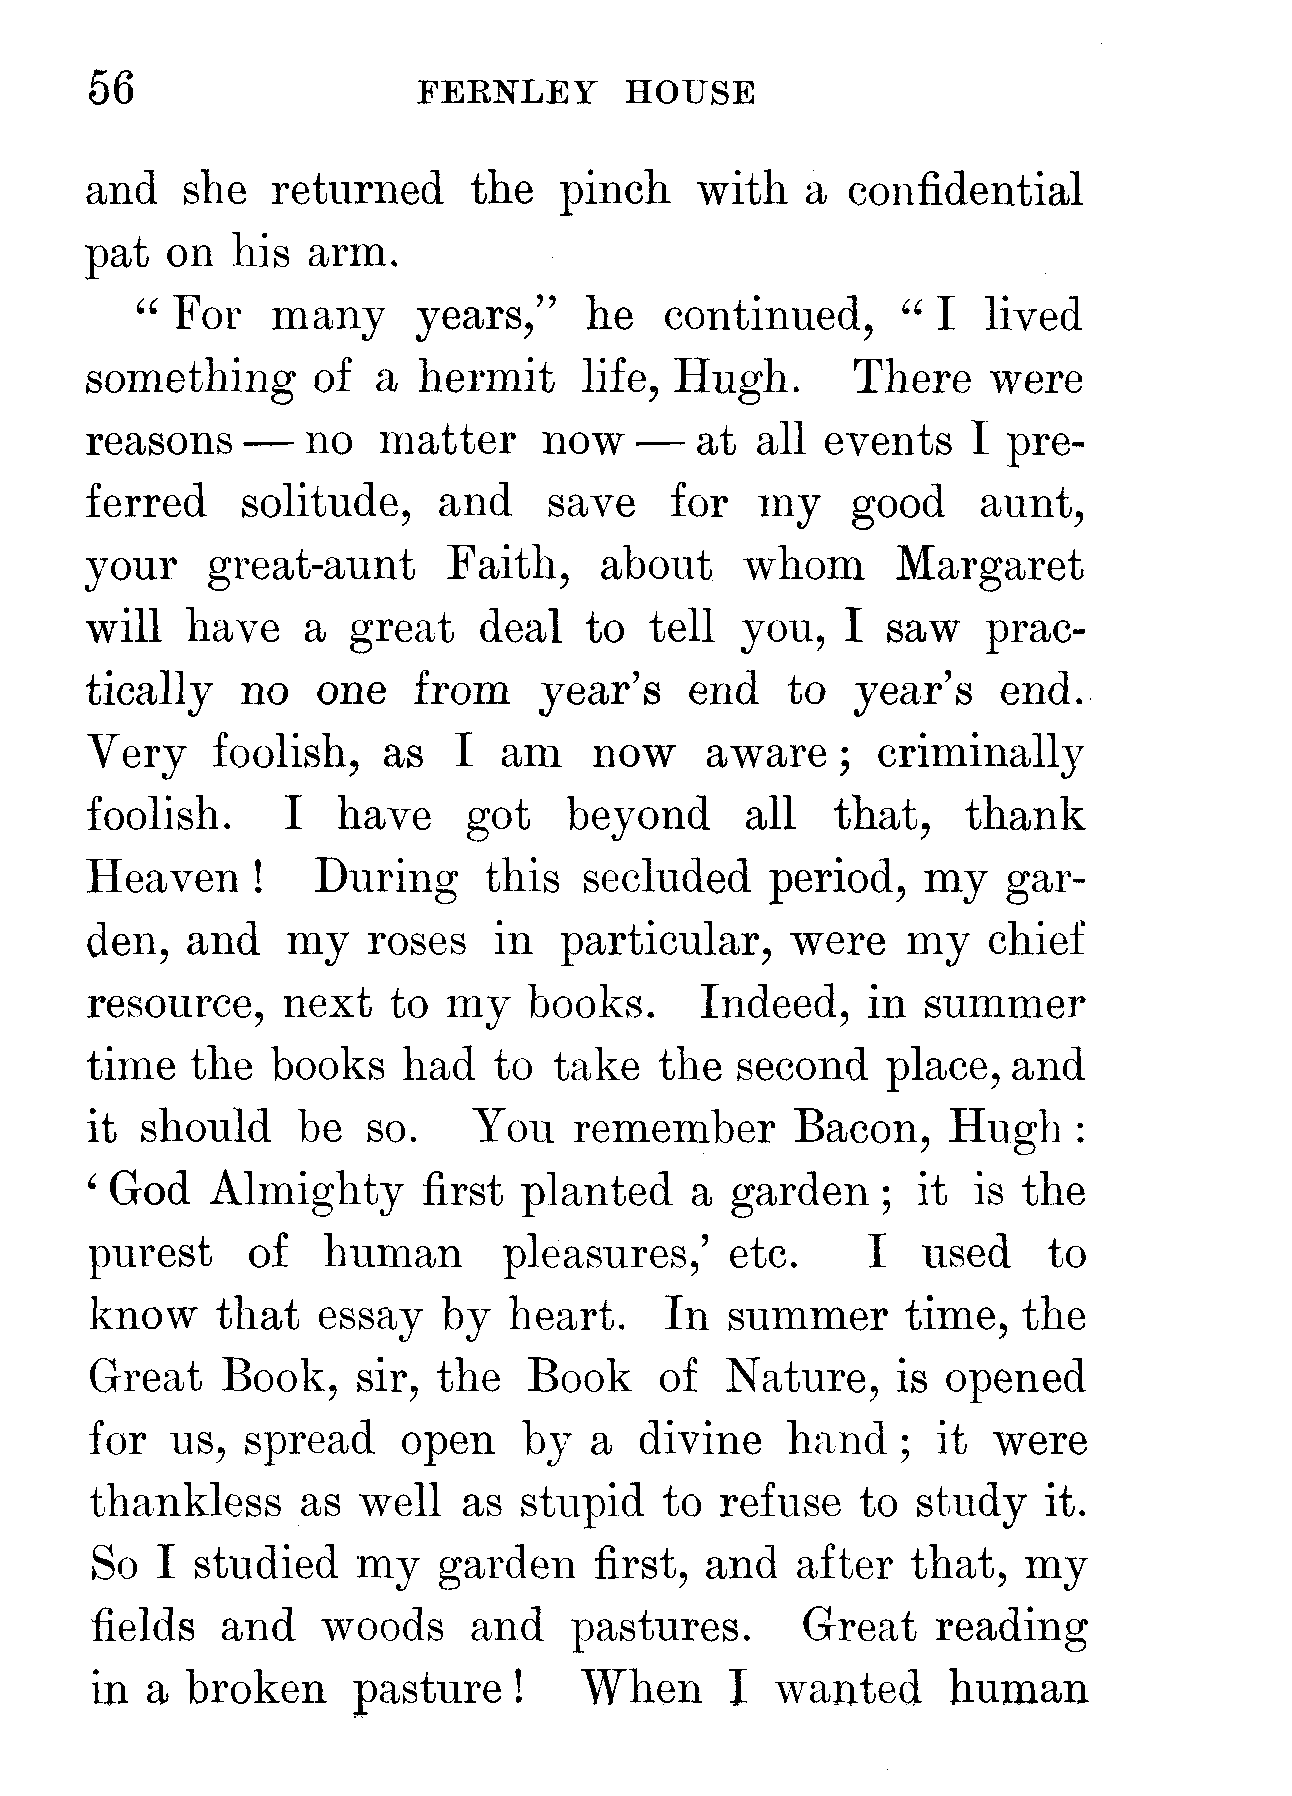 56 FERNLEY HOUSE
and she returned the pinch with a confidential
pat on his arm.
“ For many years,” he continued, “ I lived
something of a hermit life, Hugh. There were
reasons — no matter now — at all events I pre-
ferred solitude, and save for my good aunt,
your great-aunt Faith, about whom Margaret
will have a great deal to tell you, I saw prac-
tically no one from year’s end to year’s end.
Very foolish, as I am now aware ; criminally
foolish. I have got beyond all that, thank
Heaven ! During this secluded period, my gar-
den, and my roses in particular, were my chief
resource, next to my books. Indeed, in summer
time the books had to take the second place, and
it should be so. You remember Bacon, Hugh :
‘ God Almighty first planted a garden ; it is the
purest of human pleasures,’ etc. I used to
know that essay by heart. In summer time, the
Great Book, sir, the Book of Nature, is opened
for us, spread open by a divine hand ; it were
thankless as well as stupid to refuse to study it.
So I studied my garden first, and after that, my
fields and woods and pastures. Great reading
in a broken pasture ! When I wanted human